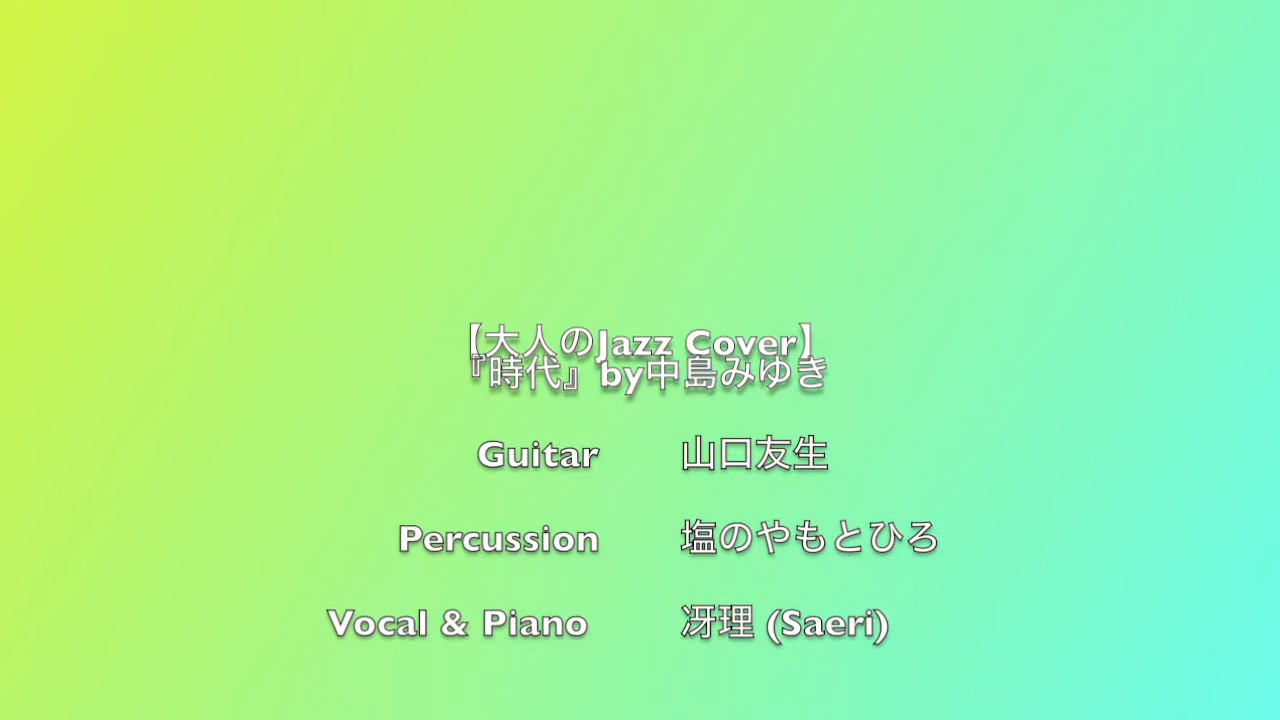 【大人のJazz Cover】
『時代』by中島みゆき
Guitar 山口友生
Percussion 塩のやもとひろ
Vocal & Piano 冴理 (Saeri)